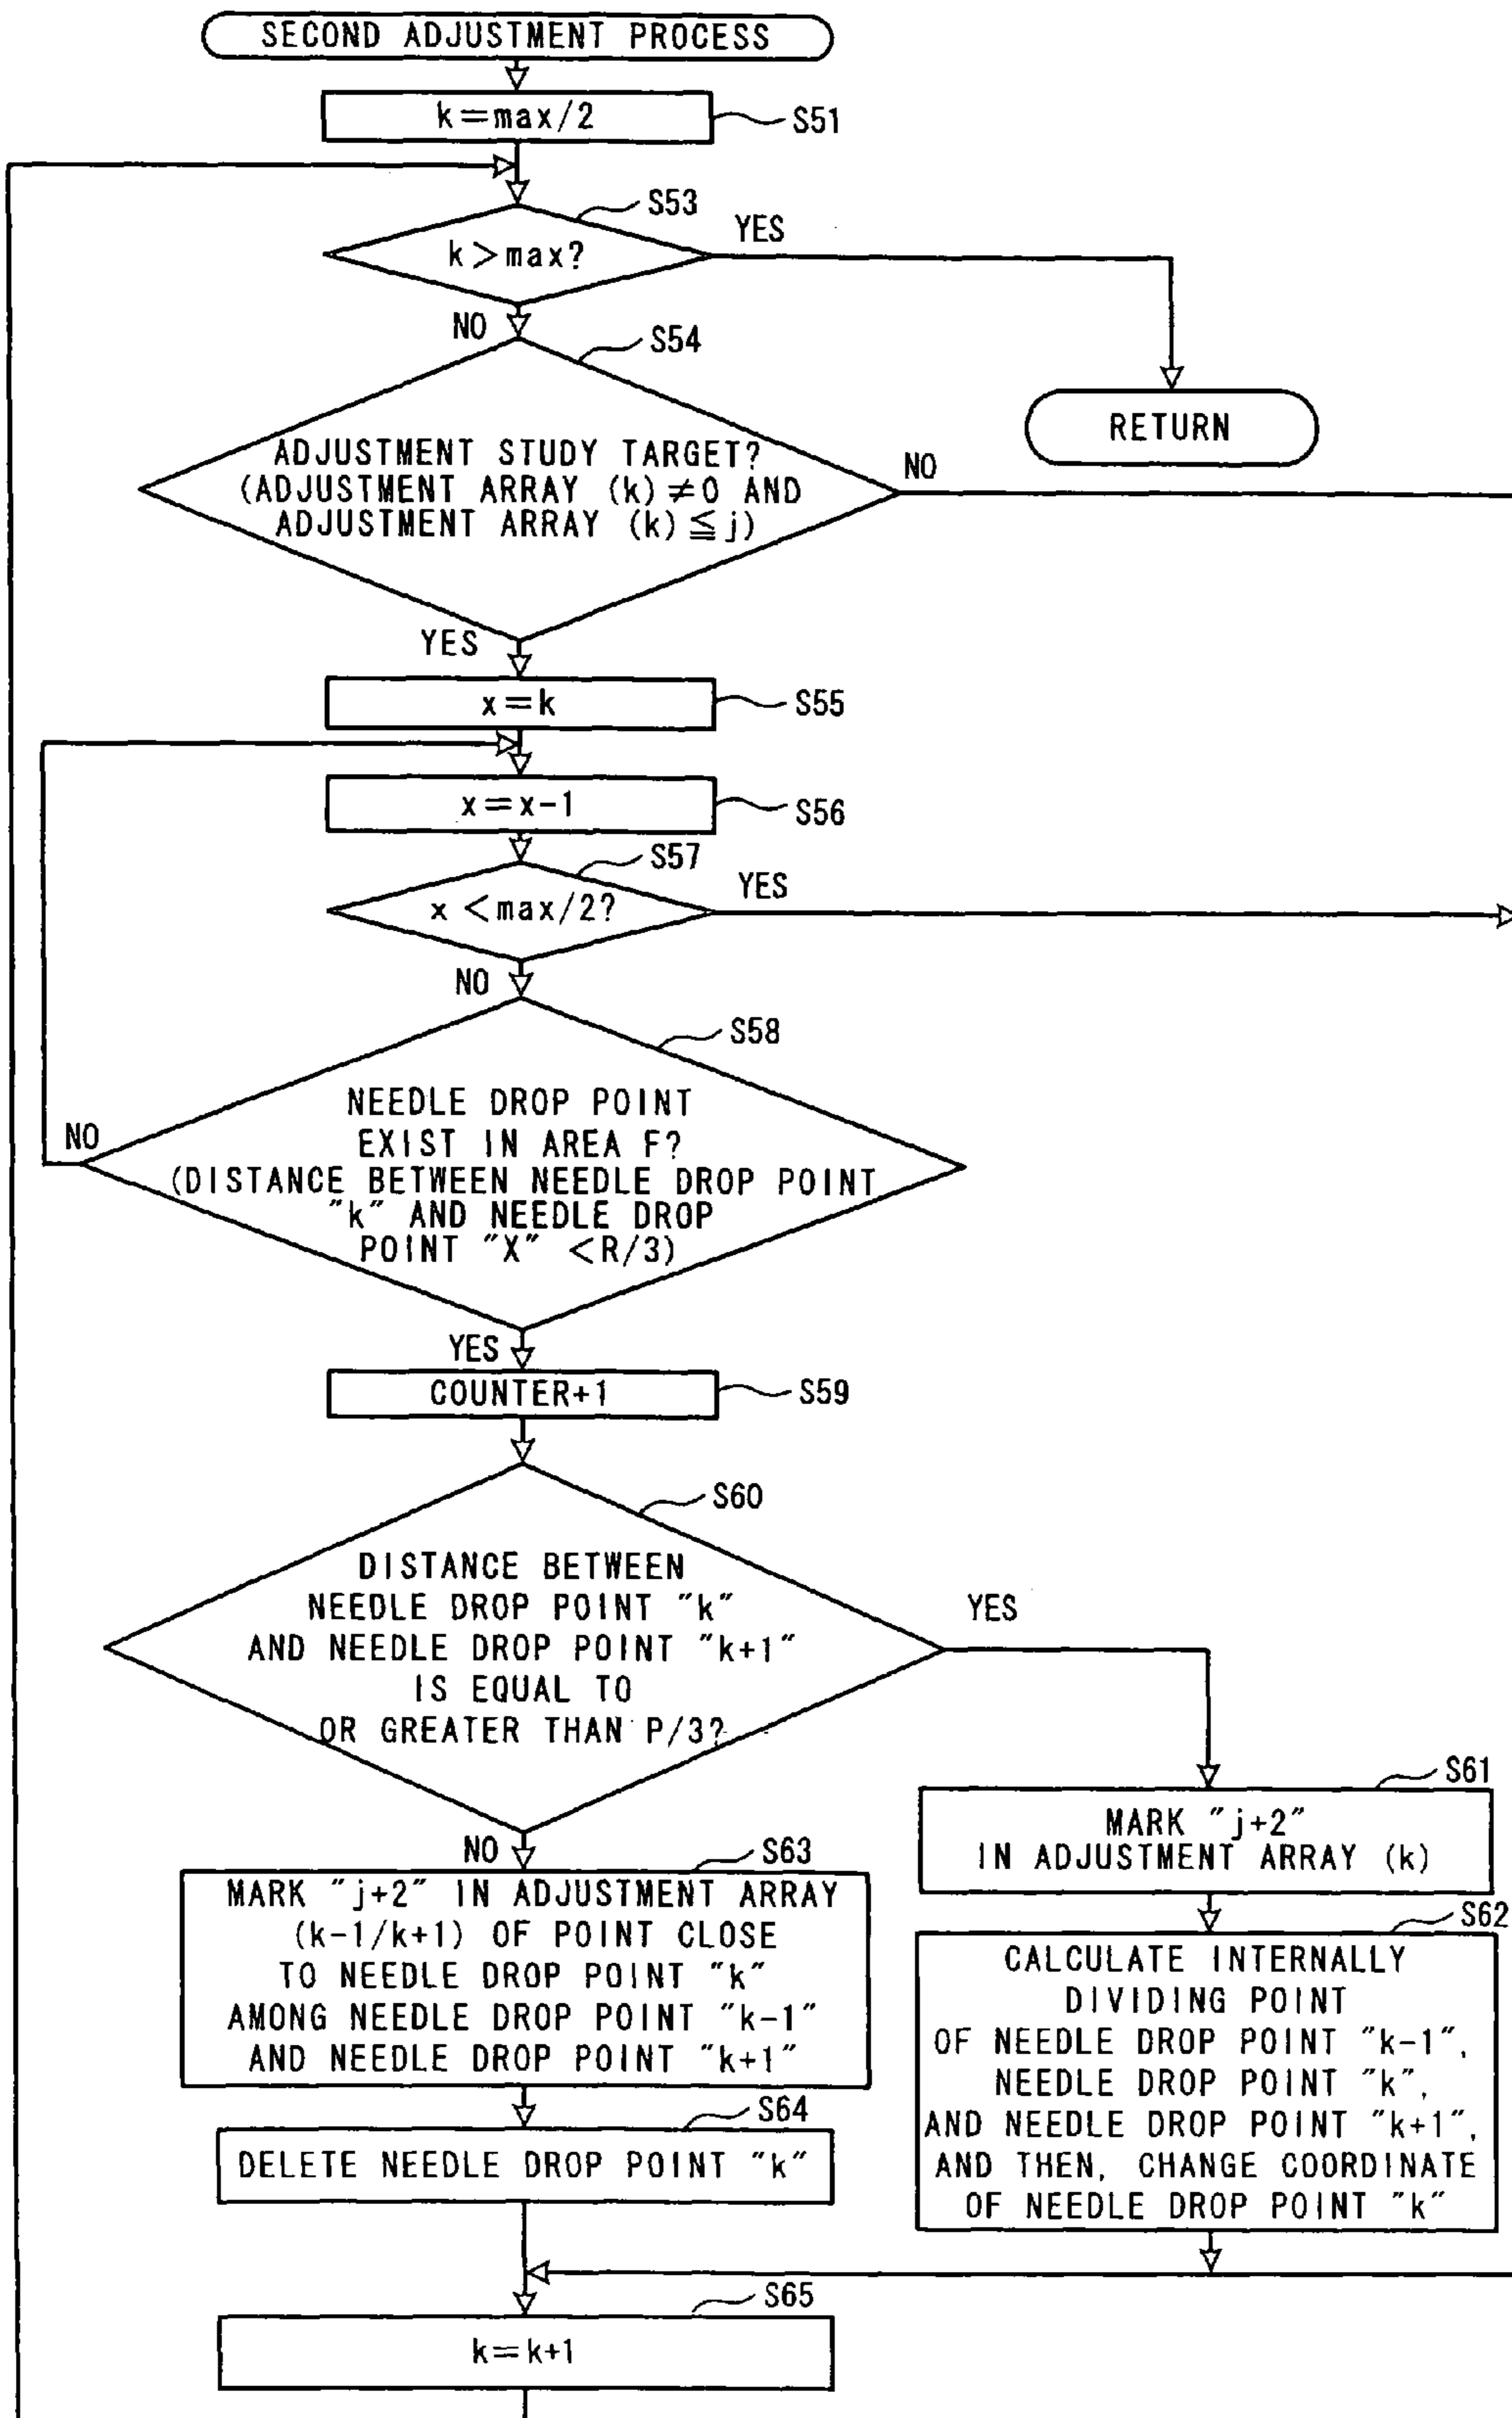 SECOND ADJUSTMENT PROCESS
k=max/2
S51
S53
YES
k>max?
NO
S54
RETURN
ADJUSTMENT STUDY TARGET?
(ADJUSTMENT ARRAY (k)≠0 AND
ADJUSTMENT ARRAY (k)≦j)
NO
YES
x=k
S55
x=x-1
S56
S57
YES
x<max/2?
NO
S58
NEEDLE DROP POINT
EXIST IN AREA F?
(DISTANCE BETWEEN NEEDLE DROP POINT
"k" AND NEEDLE DROP
POINT "X" <R/3)
NO
YES
COUNTER+1
S59
S60
DISTANCE BETWEEN
NEEDLE DROP POINT "k"
AND NEEDLE DROP POINT "k+1"
IS EQUAL TO
OR GREATER THAN P/3?
YES
S61
MARK "j+2"
IN ADJUSTMENT ARRAY (k)
NO
S63
MARK "j+2" IN ADJUSTMENT ARRAY
(k-1/k+1) OF POINT CLOSE
TO NEEDLE DROP POINT "k"
AMONG NEEDLE DROP POINT "k-1"
AND NEEDLE DROP POINT "k+1"
S62
CALCULATE INTERNALLY
DIVIDING POINT
OF NEEDLE DROP POINT "k-1",
NEEDLE DROP POINT "k",
AND NEEDLE DROP POINT "k+1",
AND THEN, CHANGE COORDINATE
OF NEEDLE DROP POINT "k"
S64
DELETE NEEDLE DROP POINT "k"
S65
k=k+1